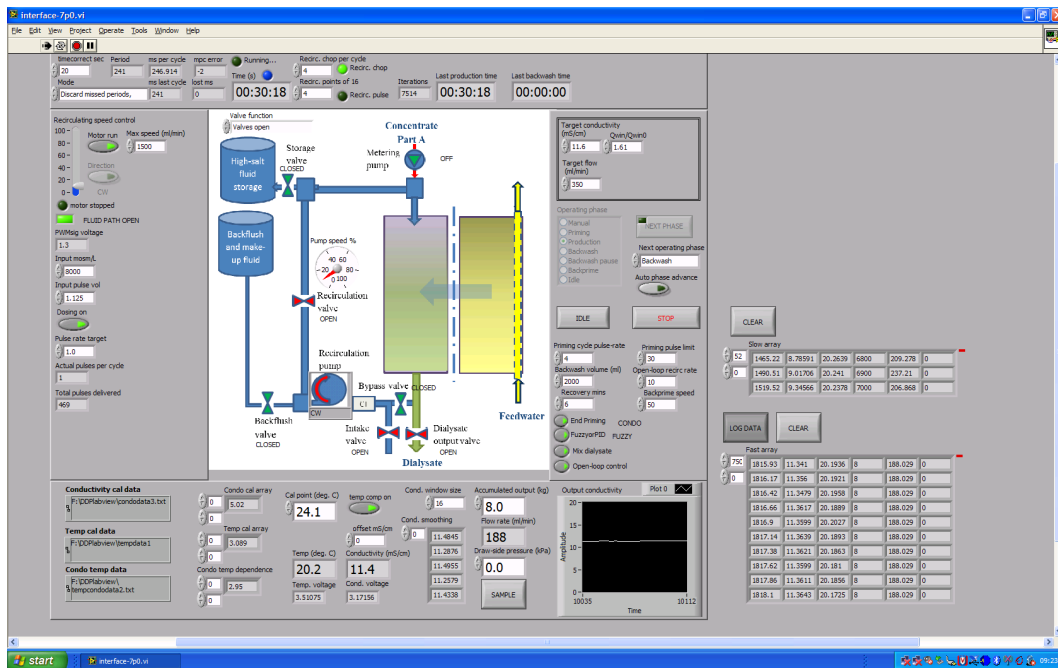 interface-7p0.vi
File Edit View Project Operate Tools Window Help
timecorrect sec Period ms per cycle mpc error Running... Recirc. chop per cycle
20 241 246.914 -2 4 Recirc. chop
Mode ms last cycle lost ms Time (s) Recirc. points of 16 Iterations Last production time Last backwash time
Discard missed periods, 241 0 00:30:18 4 Recirc. pulse 7514 00:30:18 00:00:00
Recirculating speed control
100 -
80 -
60 -
40 -
20 -
0 -
Motor run Max speed (ml/min)
1500
Direction
CW
motor stopped
FLUID PATH OPEN
PWMsig voltage
1.3
Input mosm/L
8000
Input pulse vol
1.125
Dosing on
Pulse rate target
1.0
Actual pulses per cycle
1
Total pulses delivered
469
Valve function
Valves open
Concentrate
Part A
Metering
pump
OFF
Storage
valve
CLOSED
High-salt
fluid
storage
Backflush
and make-
up fluid
Pump speed %
40 60
20 80
0 100
Recirculation
valve
OPEN
Recirculation
pump
CW
C1
Bypass valve CLOSED
Backflush
valve
CLOSED
Intake
valve
OPEN
Dialysate
output valve
OPEN
Dialysate
Feedwater
Target conductivity
(mS/cm) Qwin/Qwin0
11.6 1.61
Target flow
(ml/min)
350
Operating phase
Manual
Priming
Production
Backwash
Backwash pause
Backprime
Idle
NEXT PHASE
Next operating phase
Backwash
Auto phase advance
IDLE STOP
Priming cycle pulse-rate Priming pulse limit
4 30
Backwash volume (ml) Open-loop recirc rate
2000 10
Recovery mins Backprime speed
6 50
End Priming CONDO
FuzzyorPID FUZZY
Mix dialysate
Open-loop control
CLEAR
Slow array
52 1465.22 8.78591 20.2639 6800 209.278 0
0 1490.51 9.01706 20.241 6900 237.21 0
1519.52 9.34566 20.2378 7000 206.868 0
LOG DATA CLEAR
Fast array
750 1815.93 11.341 20.1936 8 188.029 0
0 1816.17 11.356 20.1921 8 188.029 0
1816.42 11.3479 20.1958 8 188.029 0
1816.66 11.3617 20.1889 8 188.029 0
1816.9 11.3599 20.2027 8 188.029 0
1817.14 11.3639 20.1893 8 188.029 0
1817.38 11.3621 20.1863 8 188.029 0
1817.62 11.3599 20.181 8 188.029 0
1817.86 11.3611 20.1856 8 188.029 0
1818.1 11.3643 20.1725 8 188.029 0
Conductivity cal data
F:\DDPlabview\condodata3.txt
Temp cal data
F:\DDPlabview\tempdata1
Condo temp data
F:\DDPlabview\
tempcondodata2.txt
Condo cal array
0 5.02
0
Temp cal array
0 3.089
0
Condo temp dependence
0 2.95
0
Cal point (deg. C)
24.1
temp comp on
offset mS/cm
0
Temp (deg. C) Conductivity (mS/cm)
20.2 11.4
Temp. voltage Cond. voltage
3.51075 3.17156
Cond. window size
16
Cond. smoothing
0 11.4845
11.2876
11.4955
11.2579
11.4338
Accumulated output (kg)
8.0
Flow rate (ml/min)
188
Draw-side pressure (kPa)
0.0
SAMPLE
Output conductivity Plot 0
Amplitude
20 -
15 -
10 -
5 -
0 -
10035 10112
Time
start interface-7p0.vi 09:23